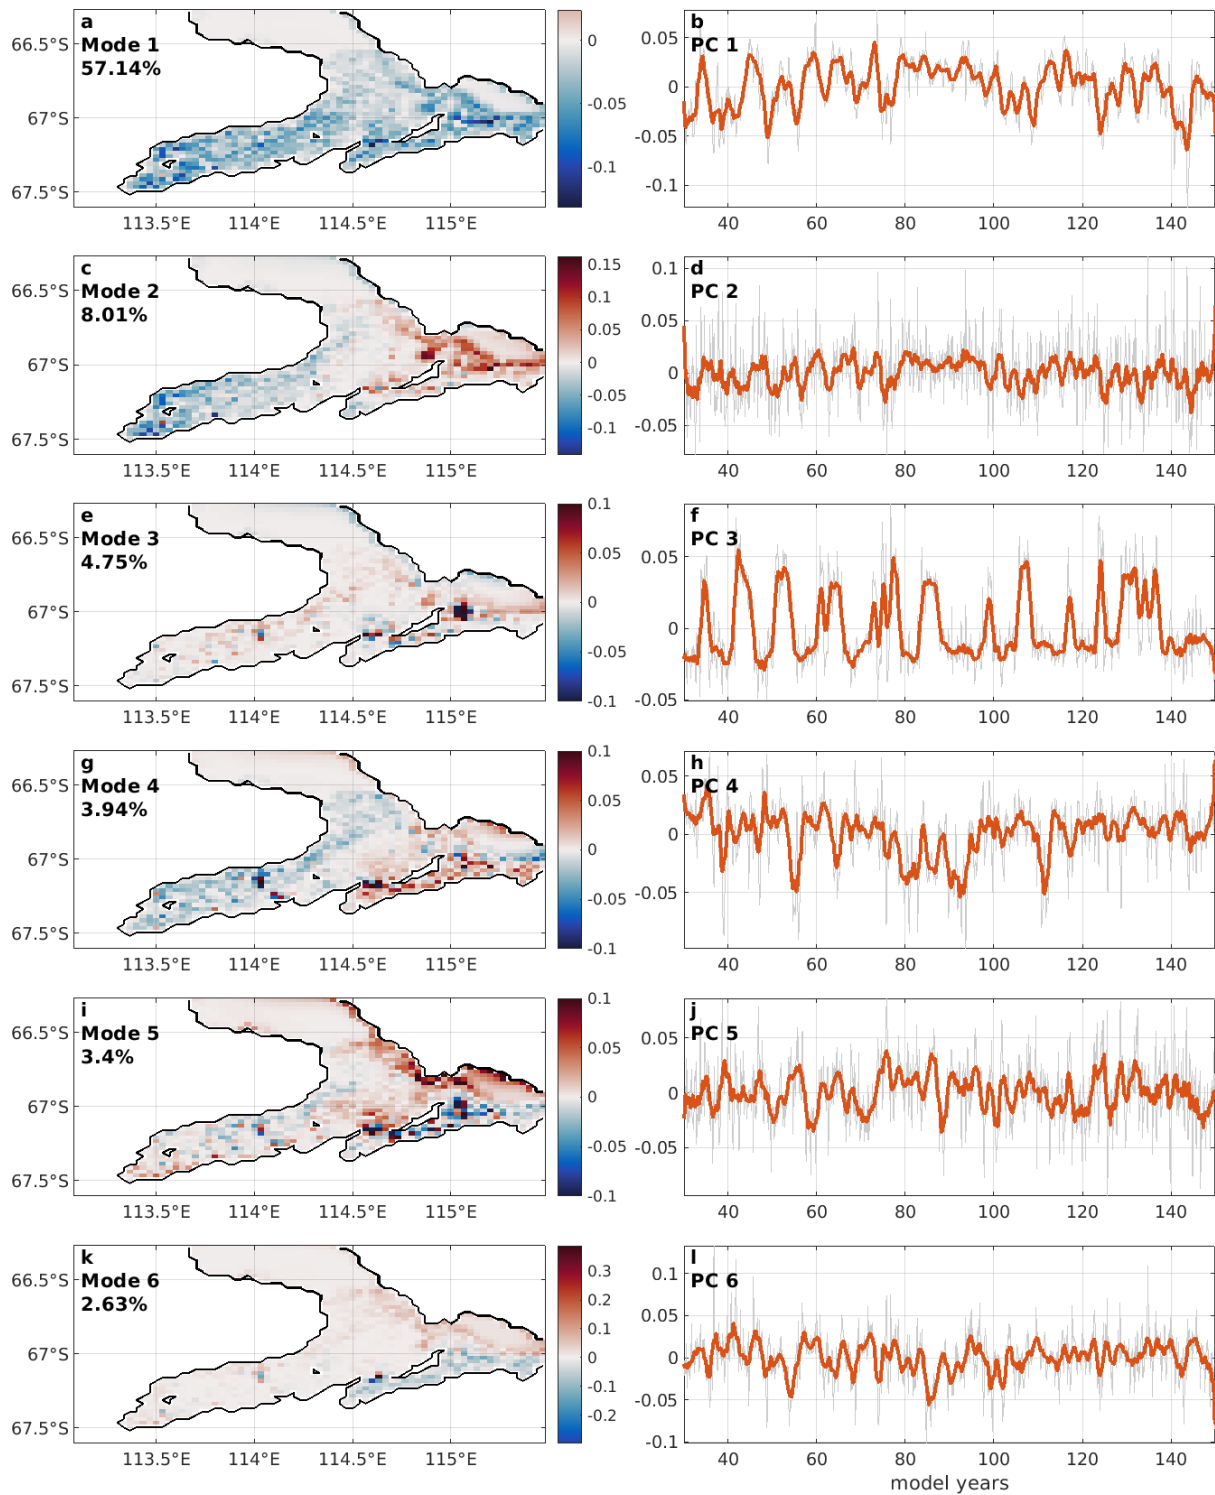 a
Mode 1
57.14%
66.5°S
67°S
67.5°S
113.5°E 114°E 114.5°E 115°E
0
-0.05
-0.1
b
PC 1
0.05
0
-0.05
-0.1
40 60 80 100 120 140
c
Mode 2
8.01%
66.5°S
67°S
67.5°S
113.5°E 114°E 114.5°E 115°E
0.15
0.1
0.05
0
-0.05
-0.1
d
PC 2
0.1
0.05
0
-0.05
40 60 80 100 120 140
e
Mode 3
4.75%
66.5°S
67°S
67.5°S
113.5°E 114°E 114.5°E 115°E
0.1
0.05
0
-0.05
-0.1
f
PC 3
0.05
0
-0.05
40 60 80 100 120 140
g
Mode 4
3.94%
66.5°S
67°S
67.5°S
113.5°E 114°E 114.5°E 115°E
0.1
0.05
0
-0.05
-0.1
h
PC 4
0.05
0
-0.05
40 60 80 100 120 140
i
Mode 5
3.4%
66.5°S
67°S
67.5°S
113.5°E 114°E 114.5°E 115°E
0.1
0.05
0
-0.05
-0.1
j
PC 5
0.05
0
-0.05
40 60 80 100 120 140
k
Mode 6
2.63%
66.5°S
67°S
67.5°S
113.5°E 114°E 114.5°E 115°E
0.3
0.2
0.1
0
-0.1
-0.2
l
PC 6
0.1
0.05
0
-0.05
-0.1
40 60 80 100 120 140
model years